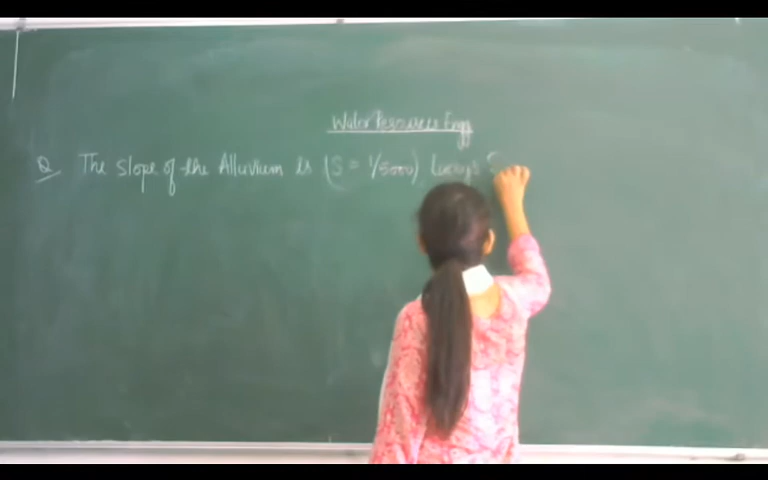 Water Resources Engg
Q The slope of the Alluvium is (S = 1/5000) Lacey's